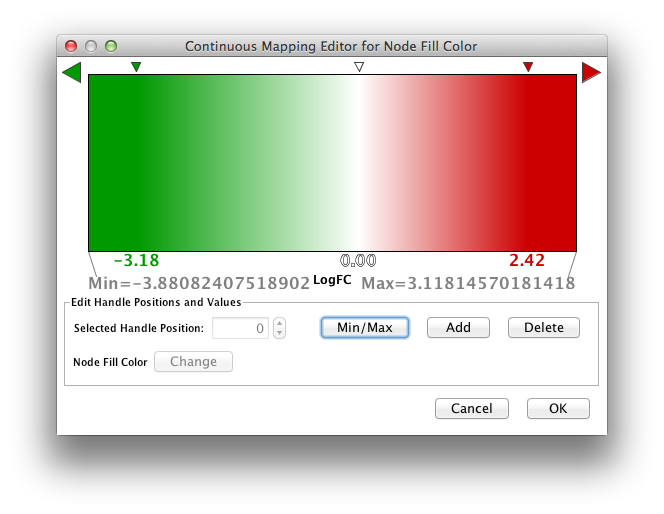 Continuous Mapping Editor for Node Fill Color
-3.18 0.00 2.42
Min=-3.88082407518902 LogFC Max=3.11814570181418
Edit Handle Positions and Values
Selected Handle Position: 0 Min/Max Add Delete
Node Fill Color Change
Cancel OK